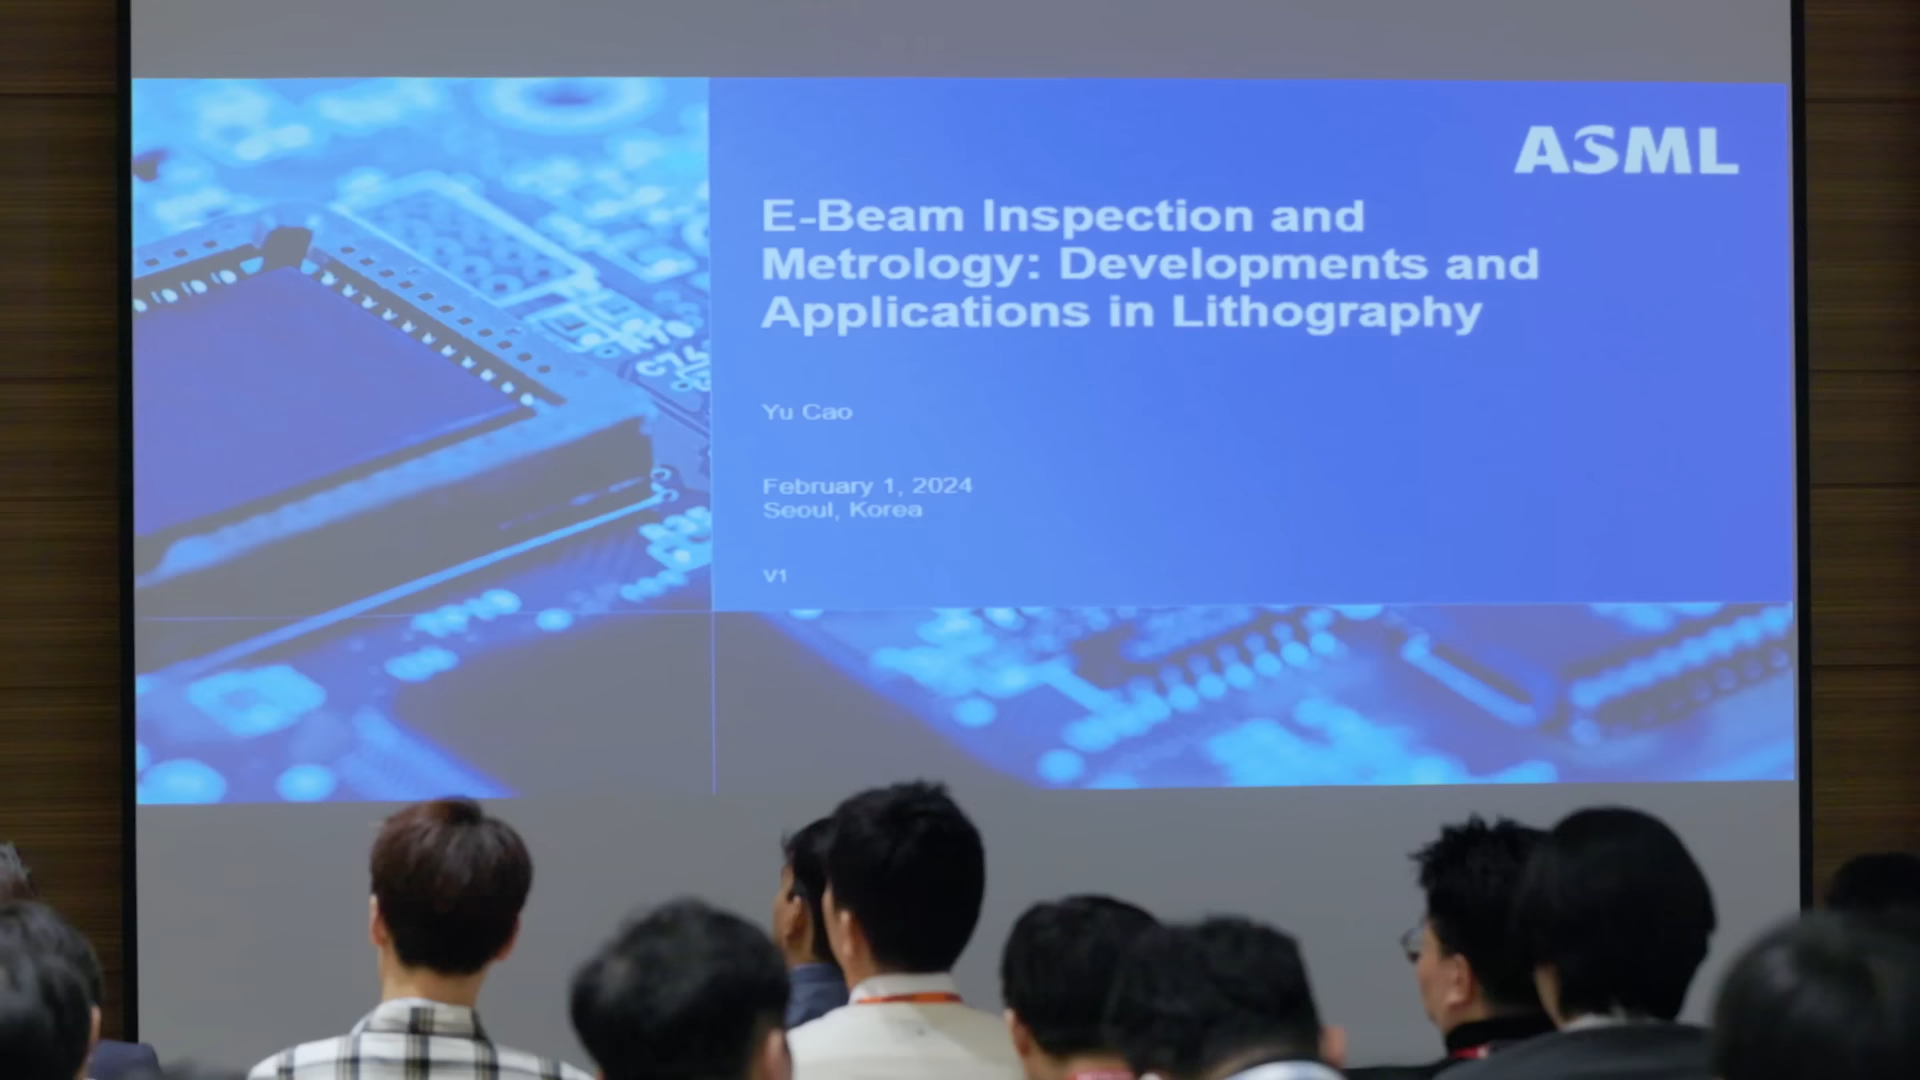 ASML
E-Beam Inspection and
Metrology: Developments and
Applications in Lithography
Yu Cao
February 1, 2024
Seoul, Korea
V1